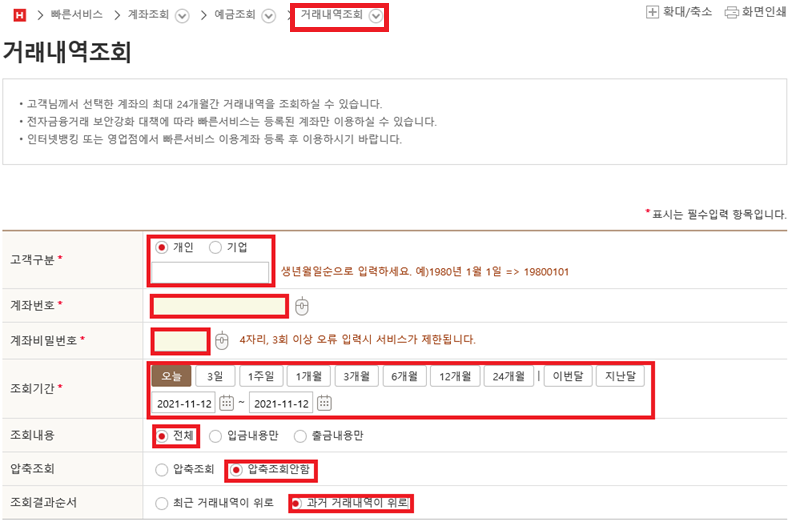 H 빠른서비스 계좌조회 예금조회 거래내역조회 확대/축소 화면인쇄
거래내역조회
• 고객님께서 선택한 계좌의 최대 24개월간 거래내역을 조회하실 수 있습니다.
• 전자금융거래 보안강화 대책에 따라 빠른서비스는 등록된 계좌만 이용하실 수 있습니다.
• 인터넷뱅킹 또는 영업점에서 빠른서비스 이용계좌 등록 후 이용하시기 바랍니다.
* 표시는 필수입력 항목입니다.
고객구분 * 개인 기업
생년월일순으로 입력하세요. 예)1980년 1월 1일 => 19800101
계좌번호 *
계좌비밀번호 * 4자리, 3회 이상 오류 입력시 서비스가 제한됩니다.
조회기간 * 오늘 3일 1주일 1개월 3개월 6개월 12개월 24개월 | 이번달 지난달
2021-11-12 ~ 2021-11-12
조회내용 전체 입금내용만 출금내용만
압축조회 압축조회 압축조회안함
조회결과순서 최근 거래내역이 위로 과거 거래내역이 위로